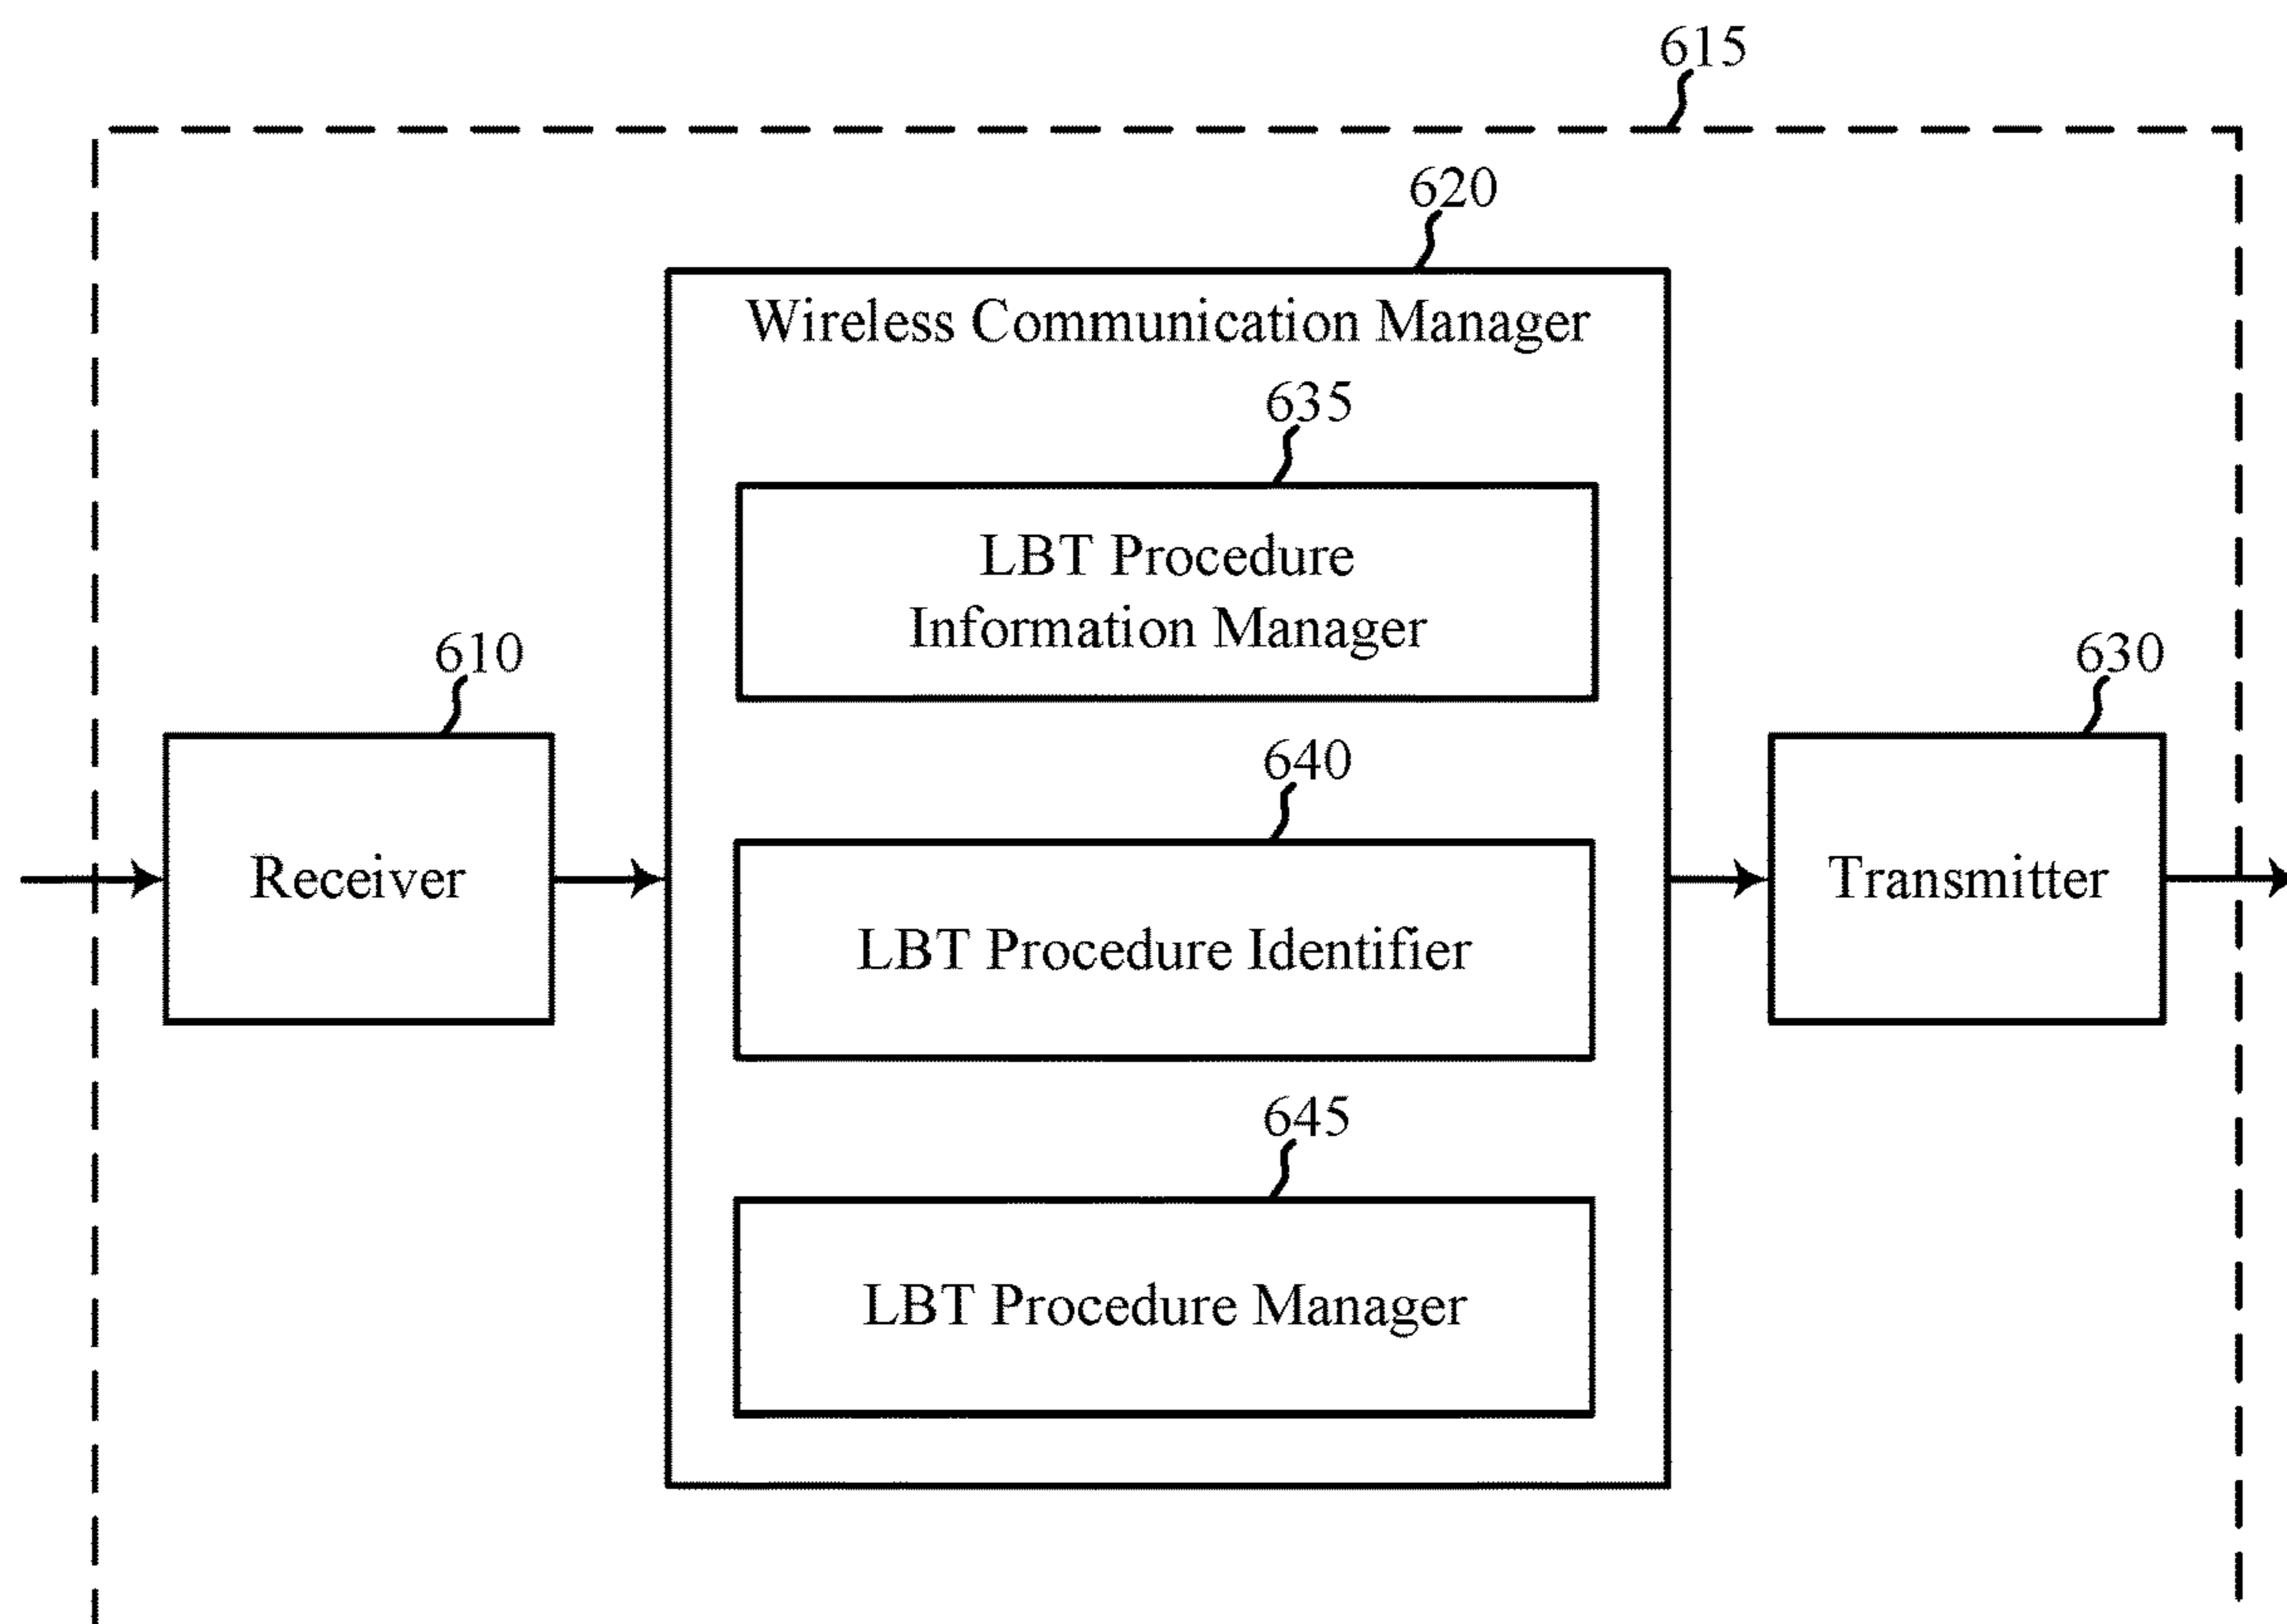 615
620
Wireless Communication Manager
635
LBT Procedure
Information Manager
610
630
640
Receiver
LBT Procedure Identifier
Transmitter
645
LBT Procedure Manager